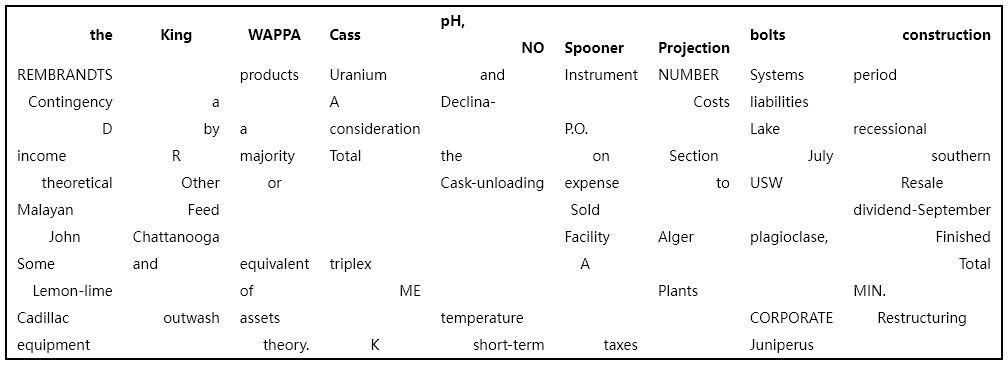 the King WAPPA Cass pH, NO Spooner Projection bolts construction
REMBRANDTS products Uranium and Instrument NUMBER Systems period
Contingency a A Declina- Costs liabilities
D by a consideration P.O. Lake recessional
income R majority Total the on Section July southern
theoretical Other or Cask-unloading expense to USW Resale
Malayan Feed Sold dividend-September
John Chattanooga Facility Alger plagioclase, Finished
Some and equivalent triplex A Total
Lemon-lime of ME Plants MIN.
Cadillac outwash assets temperature CORPORATE Restructuring
equipment theory. K short-term taxes Juniperus